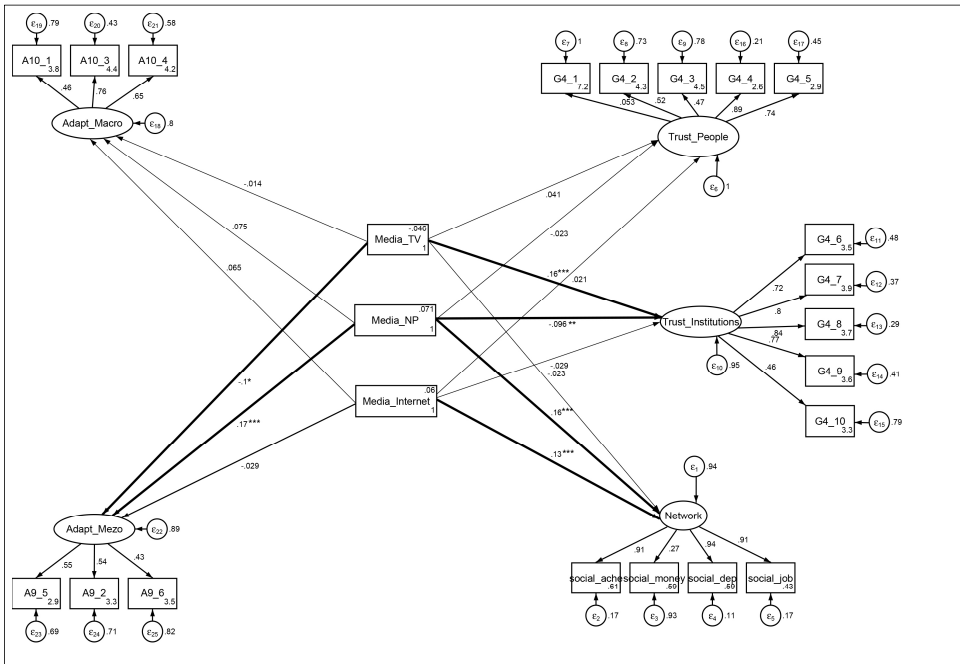 ε19 .79 ε20 .43 ε21 .58
A10_1 3.8 A10_3 4.4 A10_4 4.2
.46 .76 .65
Adapt_Macro ε18 .8
ε7 1 ε8 .73 ε9 .78 ε16 .21 ε17 .45
G4_1 7.2 G4_2 4.3 G4_3 4.5 G4_4 2.6 G4_5 2.9
.053 .52 .47 .89 .74
Trust_People
ε6 1
-.014
.075
.065
.041
-.023
.021
Media_TV -.040 1
Media_NP .071 1
Media_Internet .06 1
.16***
-.096 **
-.029
-.023
.16***
.13***
-.1*
.17***
-.029
Trust_Institutions
ε10 .95
.72
.8
.84
.77
.46
G4_6 3.5 ε11 .48
G4_7 3.9 ε12 .37
G4_8 3.7 ε13 .29
G4_9 3.6 ε14 .41
G4_10 3.3 ε15 .79
ε1 .94
Network
.91 .27 .94 .91
social_ache .61 social_money .60 social_dep .59 social_job .43
ε2 .17 ε3 .93 ε4 .11 ε5 .17
Adapt_Mezo ε22 .89
.55 .54 .43
A9_5 2.9 A9_2 3.3 A9_6 3.5
ε23 .69 ε24 .71 ε25 .82